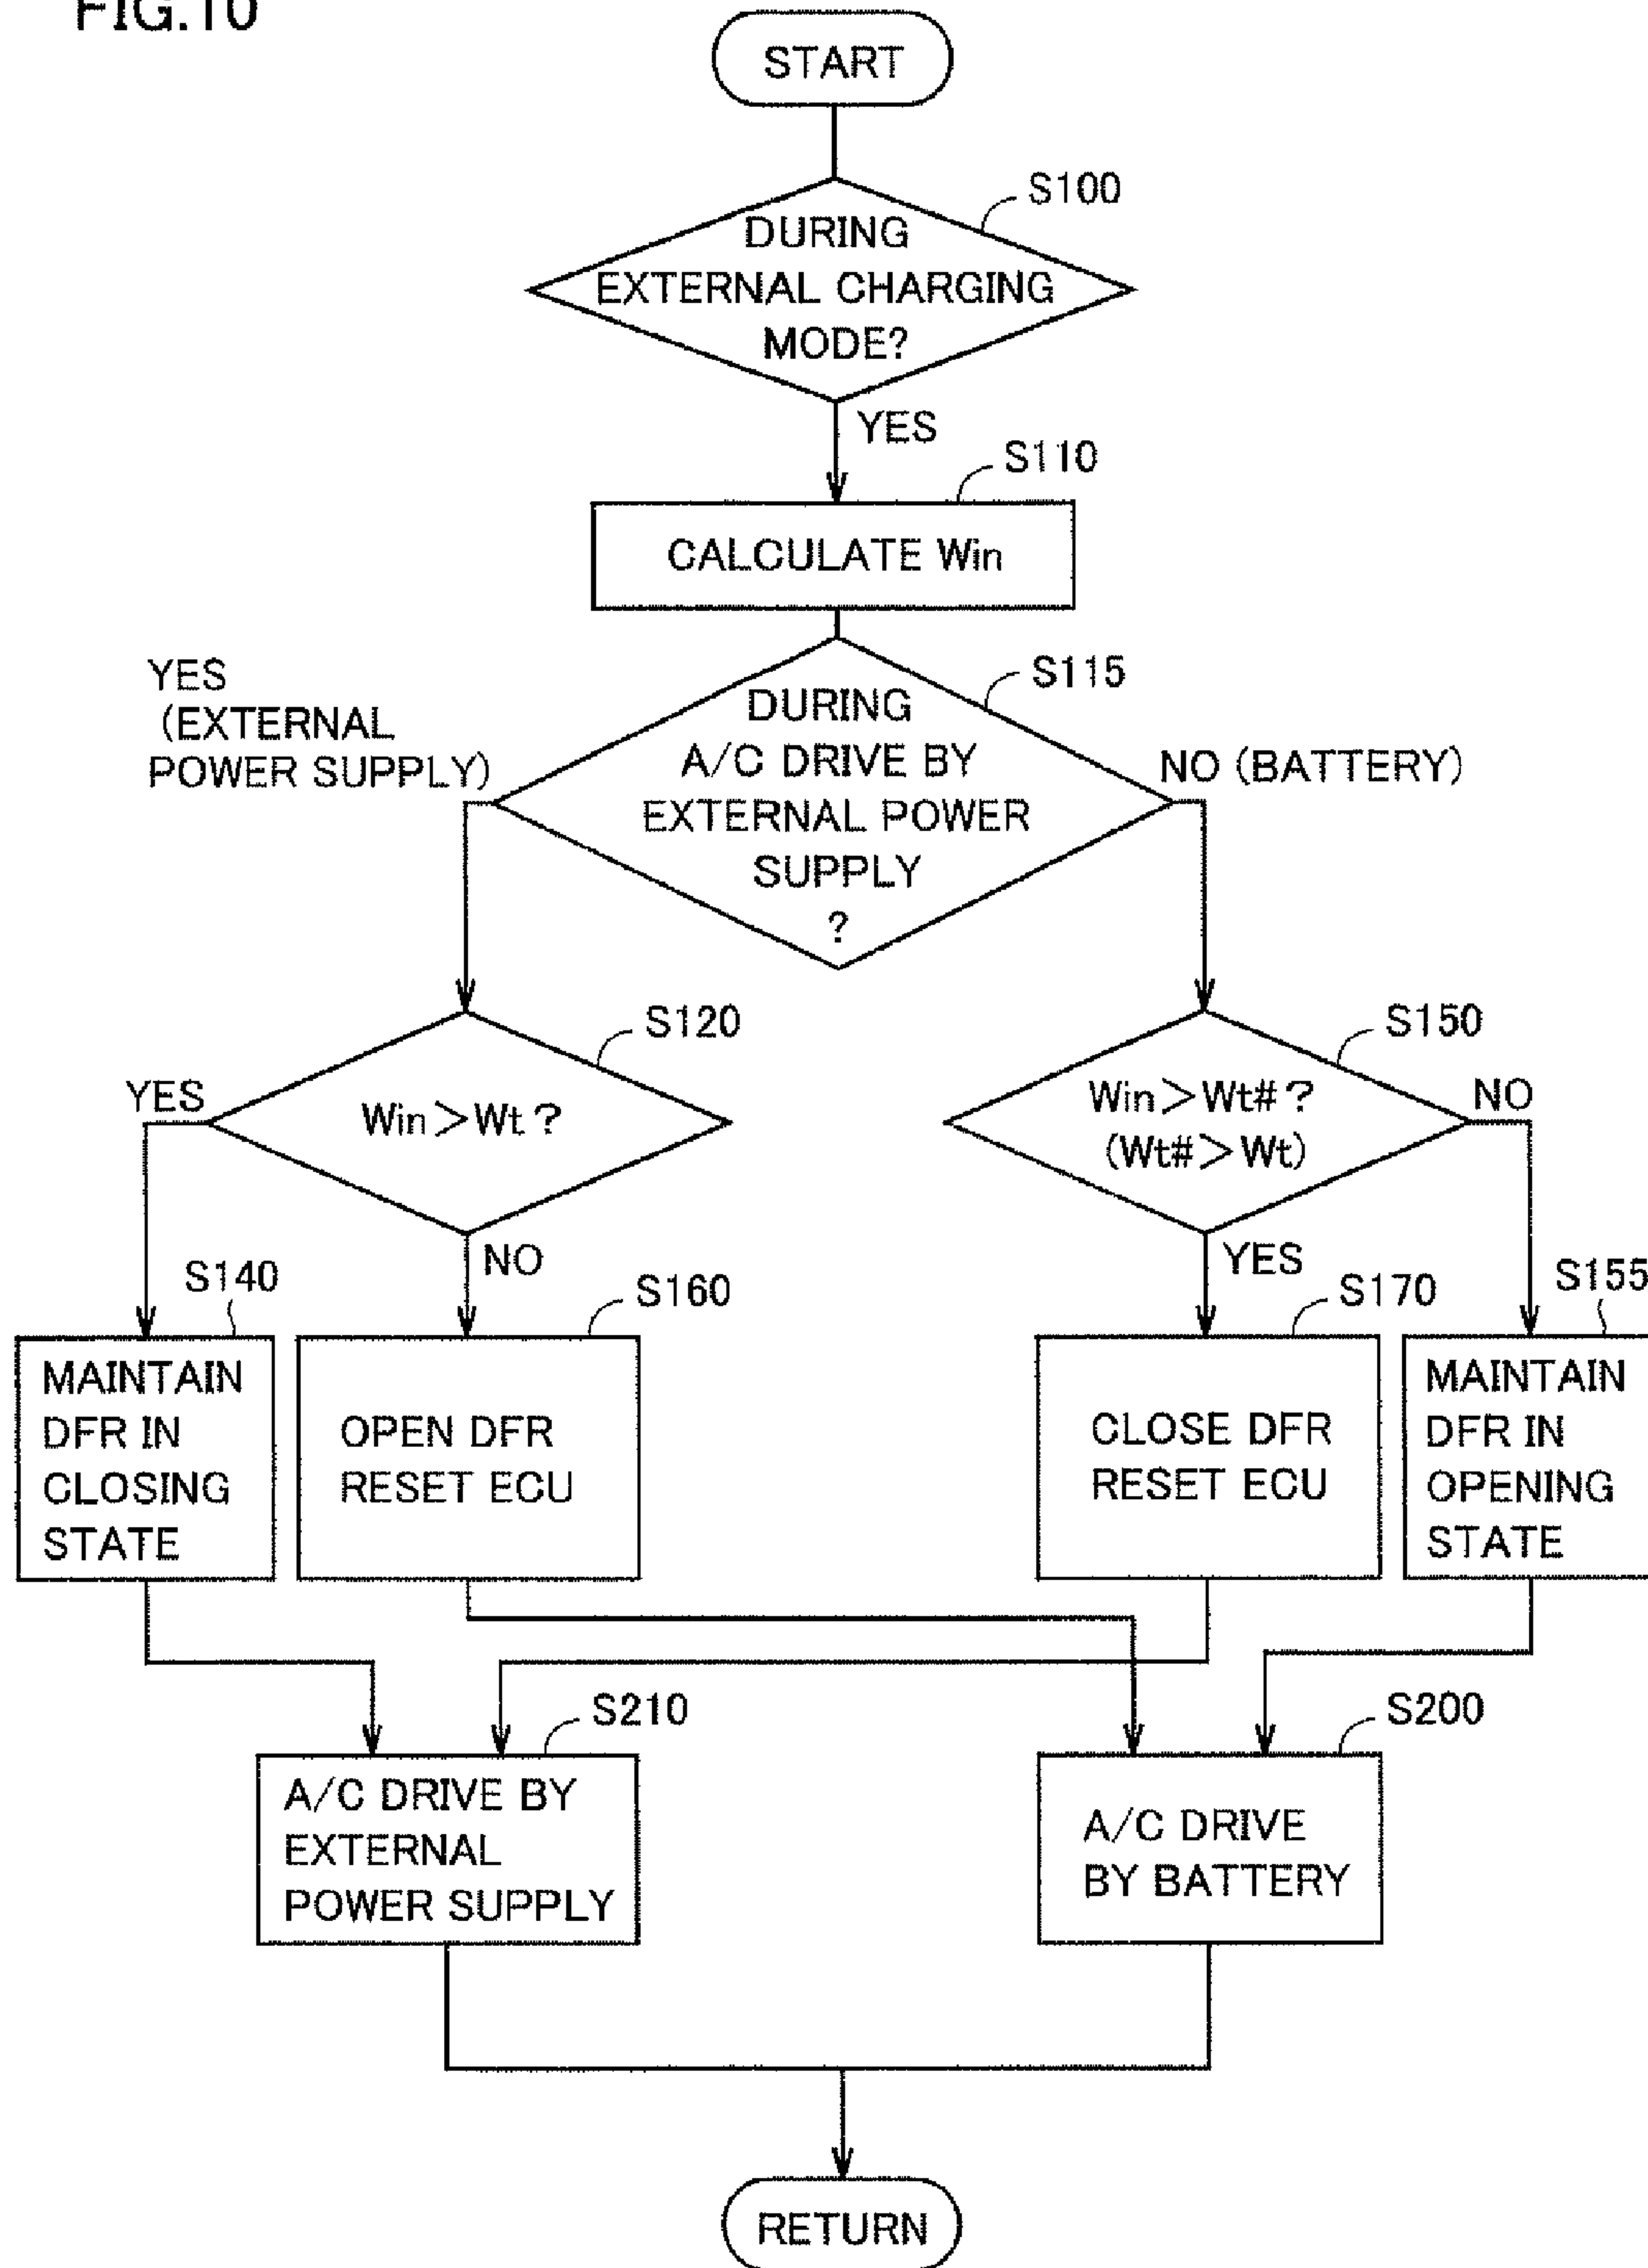 FIG.10
START
S100
DURING
EXTERNAL CHARGING
MODE?
YES
S110
CALCULATE Win
S115
YES
(EXTERNAL
POWER SUPPLY)
DURING
A/C DRIVE BY
EXTERNAL POWER
SUPPLY
?
NO (BATTERY)
S120
YES
Win>Wt?
NO
S150
Win>Wt#?
(Wt#>Wt)
NO
YES
S140
MAINTAIN
DFR IN
CLOSING
STATE
S160
OPEN DFR
RESET ECU
S170
CLOSE DFR
RESET ECU
S155
MAINTAIN
DFR IN
OPENING
STATE
S210
A/C DRIVE BY
EXTERNAL
POWER SUPPLY
S200
A/C DRIVE
BY BATTERY
RETURN